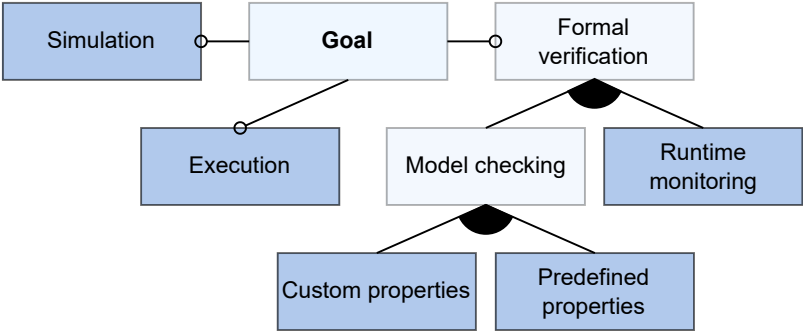 Simulation
Goal
Formal
verification
Execution
Model checking
Runtime
monitoring
Custom properties
Predefined
properties